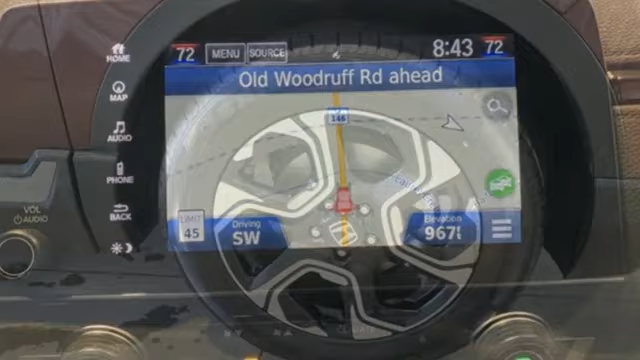 72 MENU SOURCE 8:43 72
HOME
Old Woodruff Rd ahead
MAP
146
AUDIO
PHONE
VOL
AUDIO
BACK
LIMIT
45
Driving
SW
Elevation
967